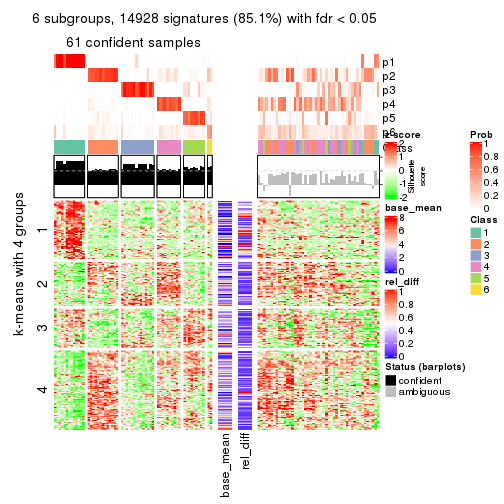 6 subgroups, 14928 signatures (85.1%) with fdr < 0.05
61 confident samples
p1
p2
p3
p4
p5
p6
Class
Silhouette
score
k-means with 4 groups
1
2
3
4
base_mean
rel_diff
z-score
2
-2
base_mean
8
6
4
2
0
rel_diff
1
0.8
0.6
0.4
0.2
0
Status (barplots)
confident
ambiguous
Prob
1
0.8
0.6
0.4
0.2
0
Class
1
2
3
4
5
6